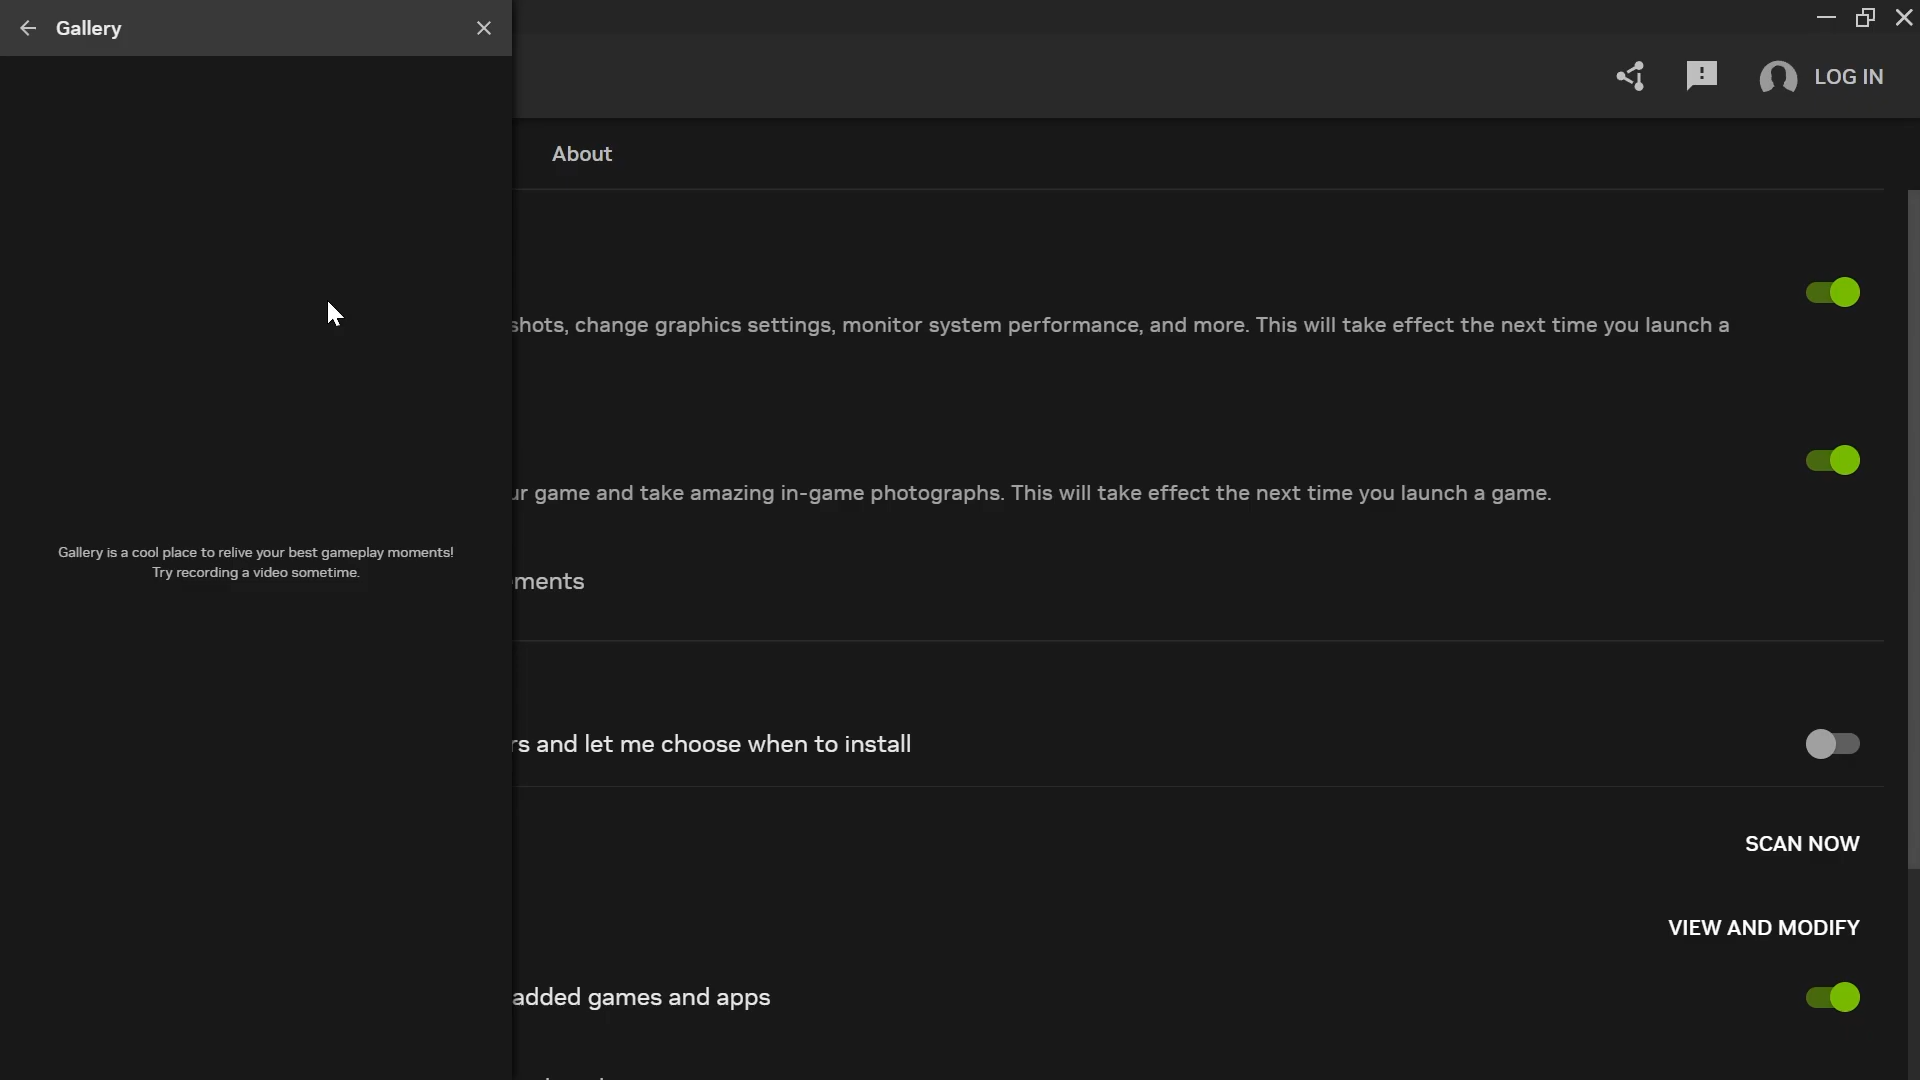 Gallery
LOG IN
About
shots, change graphics settings, monitor system performance, and more. This will take effect the next time you launch a
ur game and take amazing in-game photographs. This will take effect the next time you launch a game.
Gallery is a cool place to relive your best gameplay moments!
Try recording a video sometime.
ements
rs and let me choose when to install
SCAN NOW
VIEW AND MODIFY
added games and apps